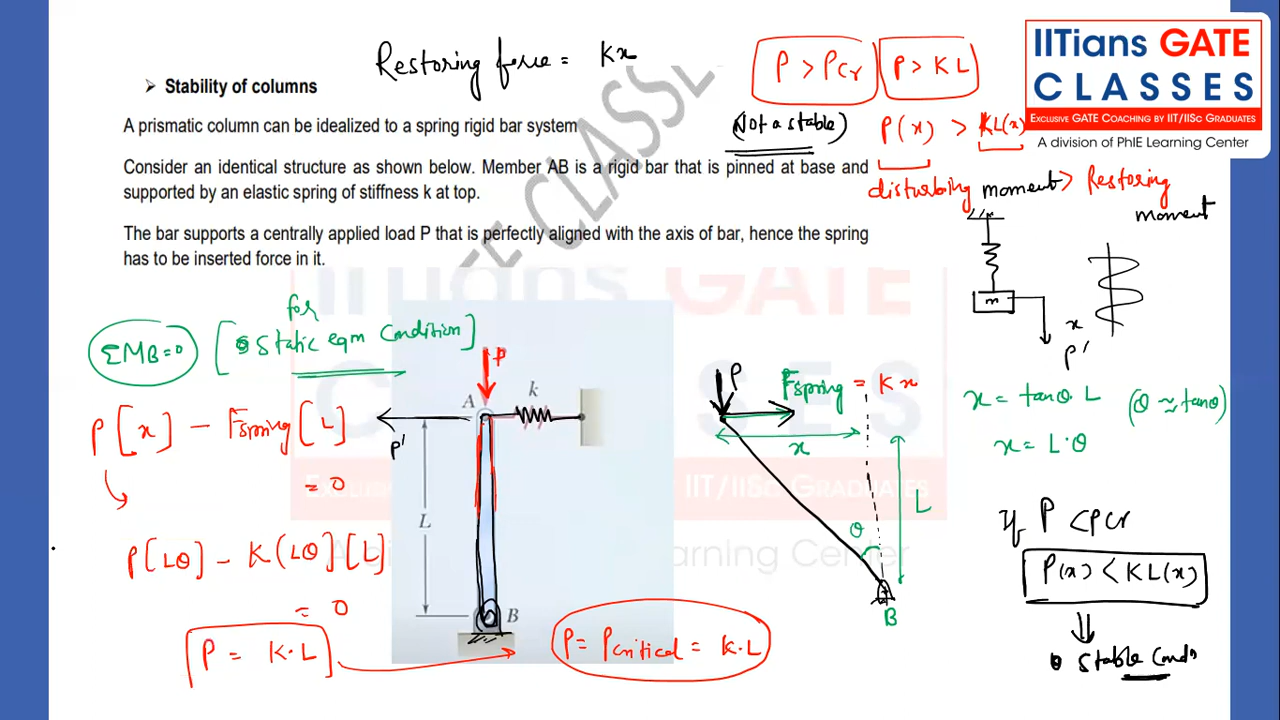 Restoring force = Kx
➤ Stability of columns
A prismatic column can be idealized to a spring rigid bar system
Consider an identical structure as shown below. Member AB is a rigid bar that is pinned at base and
supported by an elastic spring of stiffness k at top.
The bar supports a centrally applied load P that is perfectly aligned with the axis of bar, hence the spring
has to be inserted force in it.
P > Pcr
P > KL
(Not a stable)
P(x) > KL(x)
disturbing moment > Restoring
moment
IITians GATE
CLASSES
EXCLUSIVE GATE COACHING BY IIT/IISc GRADUATES
A division of PhIE Learning Center
m
x
P'
for
ΣMB=0 [Static eqm Condition]
P[x] - Fspring[L]
= 0
P[Lθ] - K(Lθ)[L]
= 0
P = K.L
P
A
k
P'
L
B
P = Pcritical = K.L
P
Fspring = Kx
x
L
θ
B
x = tanθ.L (θ ≈ tanθ)
x = L.θ
If P < Pcr
P(x) < KL(x)
⇓
Stable Condn
IITians GATE
CLASSES